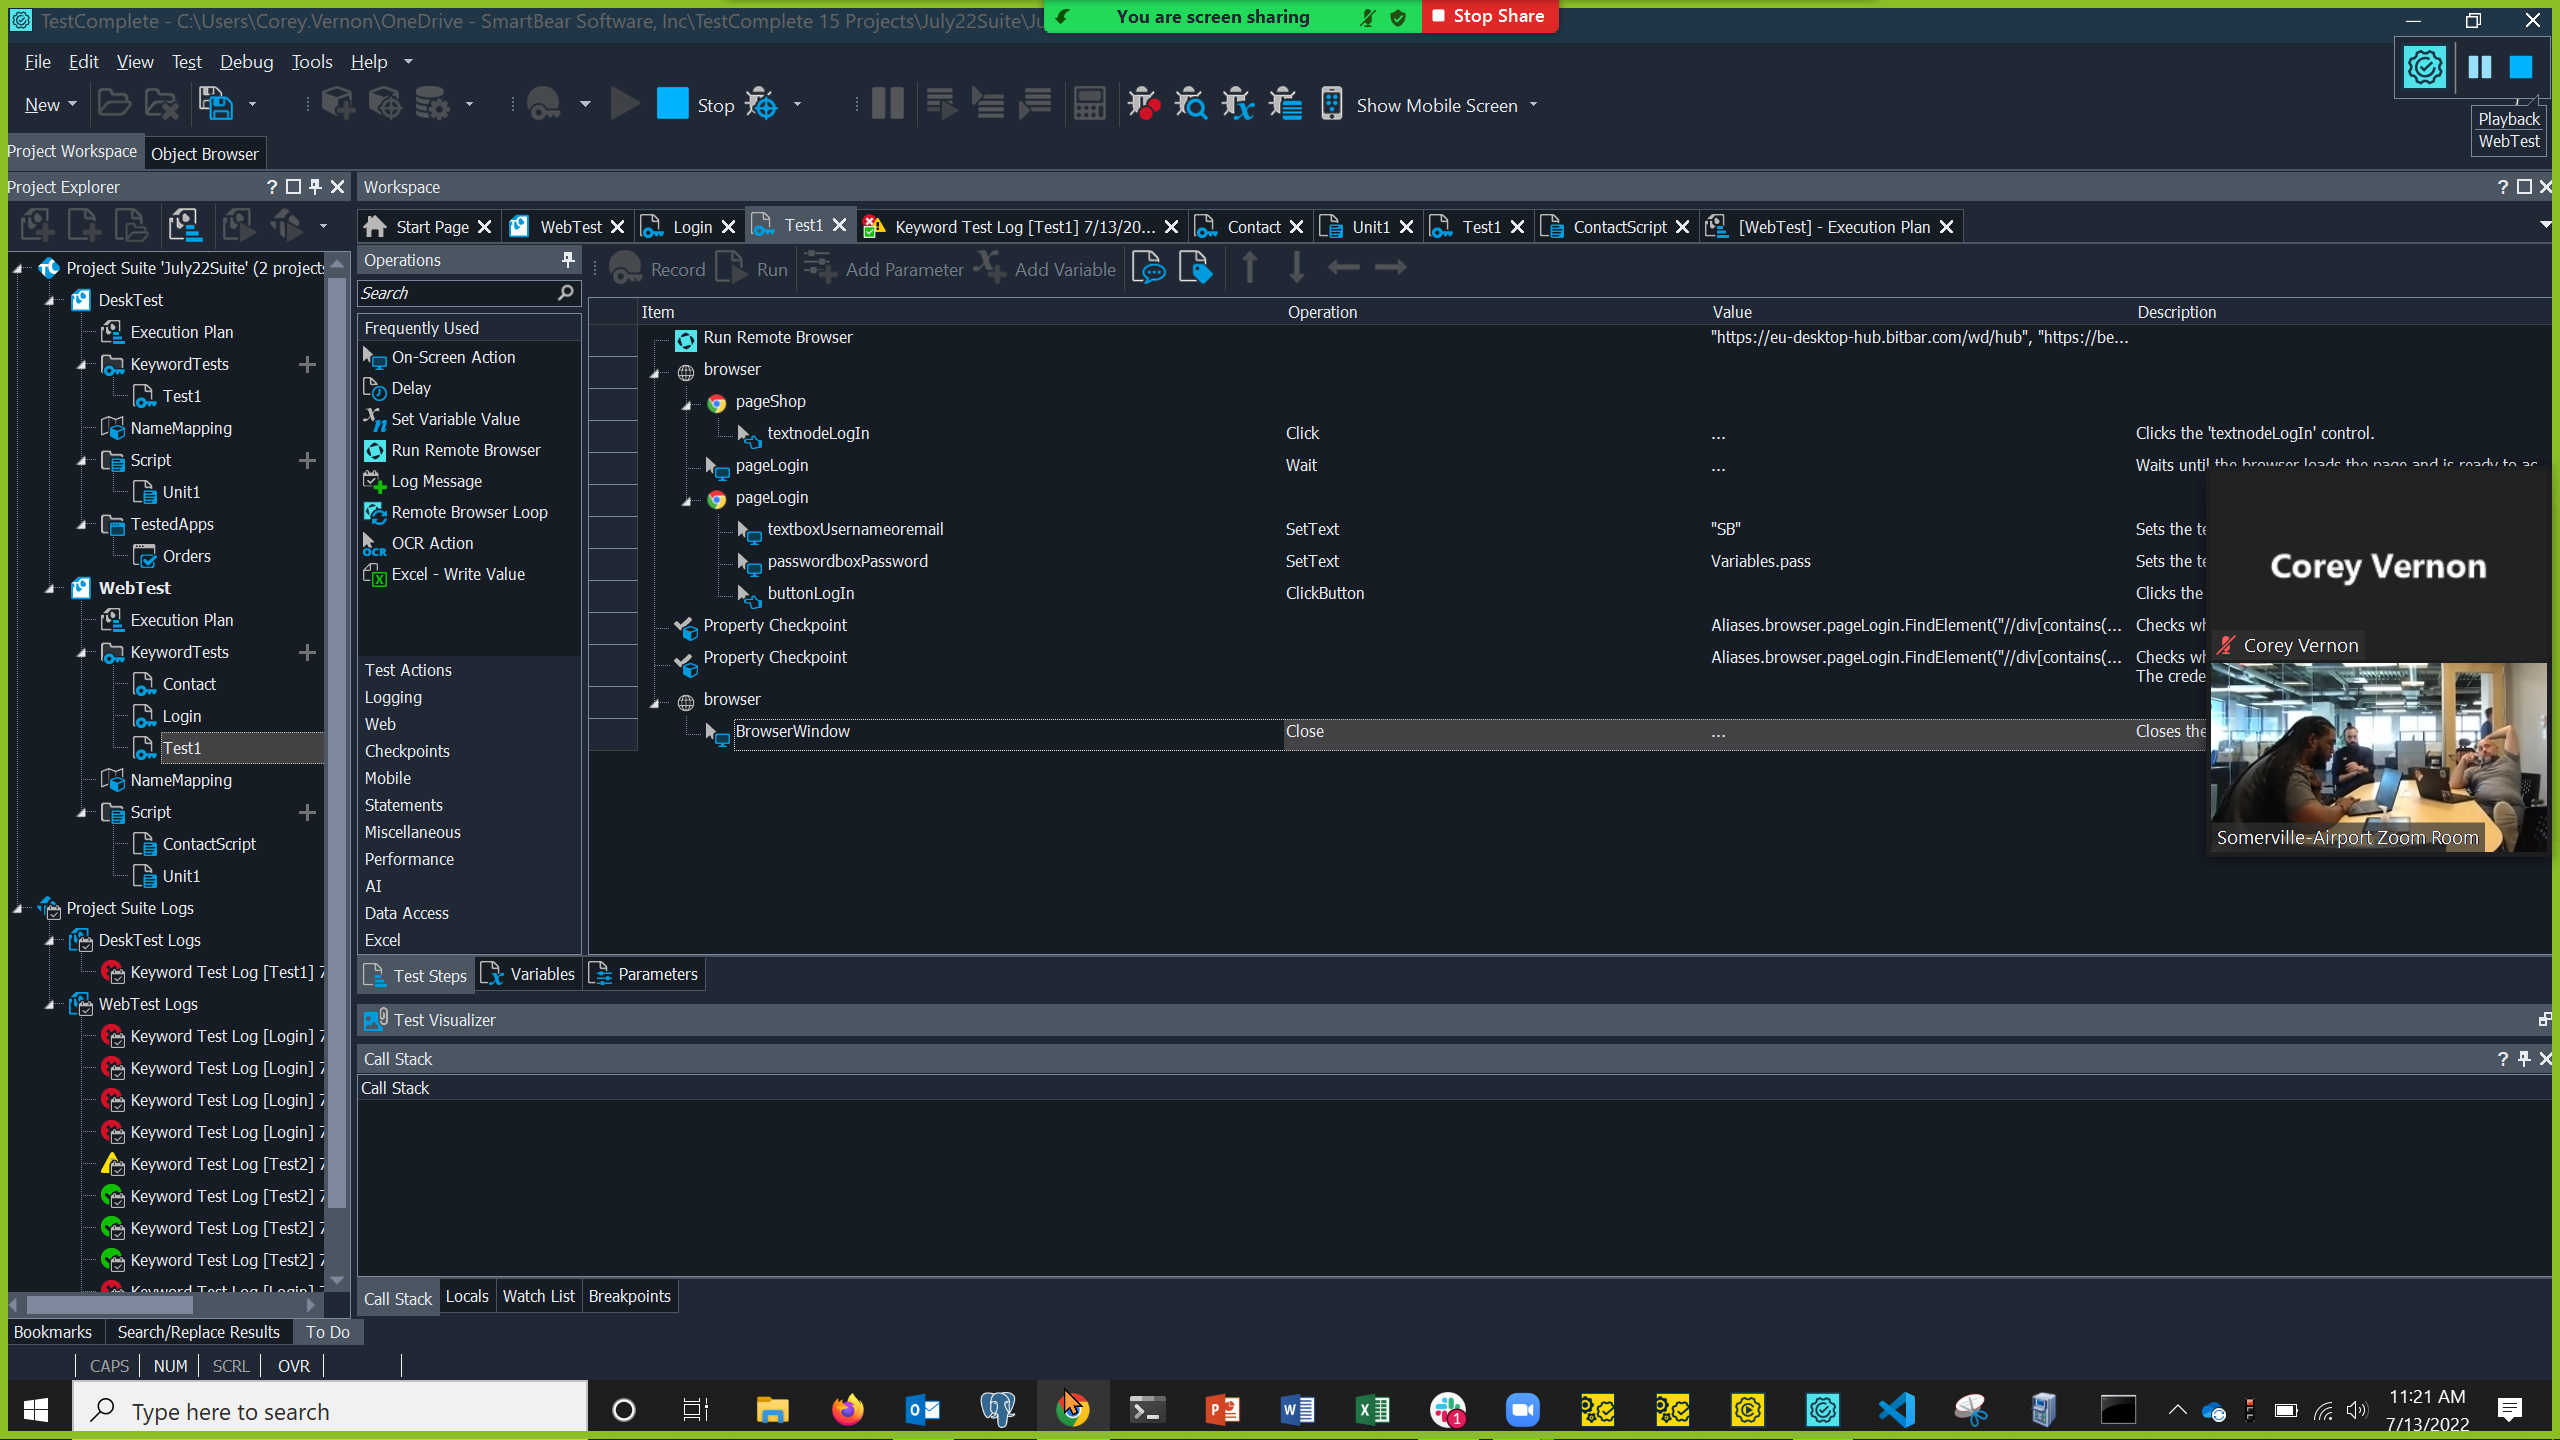 TestComplete - C:\Users\Corey.Vernon\OneDrive - SmartBear Software, Inc\TestComplete 15 Projects\July22Suite\Ju
You are screen sharing
Stop Share
File Edit View Test Debug Tools Help
New
Stop
Show Mobile Screen
Playback
WebTest
Project Workspace
Object Browser
Project Explorer
Workspace
Start Page
WebTest
Login
Test1
Keyword Test Log [Test1] 7/13/20...
Contact
Unit1
Test1
ContactScript
[WebTest] - Execution Plan
Project Suite 'July22Suite' (2 projects
DeskTest
Execution Plan
KeywordTests
Test1
NameMapping
Script
Unit1
TestedApps
Orders
WebTest
Execution Plan
KeywordTests
Contact
Login
Test1
NameMapping
Script
ContactScript
Unit1
Project Suite Logs
DeskTest Logs
Keyword Test Log [Test1] 7
WebTest Logs
Keyword Test Log [Login] 7
Keyword Test Log [Login] 7
Keyword Test Log [Login] 7
Keyword Test Log [Login] 7
Keyword Test Log [Test2] 7
Keyword Test Log [Test2] 7
Keyword Test Log [Test2] 7
Keyword Test Log [Test2] 7
Keyword Test Log [Login] 7
Operations
Search
Frequently Used
On-Screen Action
Delay
Set Variable Value
Run Remote Browser
Log Message
Remote Browser Loop
OCR Action
Excel - Write Value
Test Actions
Logging
Web
Checkpoints
Mobile
Statements
Miscellaneous
Performance
AI
Data Access
Excel
Record
Run
Add Parameter
Add Variable
Item Operation Value Description
Run Remote Browser "https://eu-desktop-hub.bitbar.com/wd/hub", "https://be...
browser
pageShop
textnodeLogIn Click ... Clicks the 'textnodeLogIn' control.
pageLogin Wait ... Waits until the browser loads the page and is ready to ac
pageLogin
textboxUsernameoremail SetText "SB" Sets the te
passwordboxPassword SetText Variables.pass Sets the te
buttonLogIn ClickButton Clicks the
Property Checkpoint Aliases.browser.pageLogin.FindElement("//div[contains(... Checks wh
Property Checkpoint Aliases.browser.pageLogin.FindElement("//div[contains(... Checks wh
The crede
browser
BrowserWindow Close ... Closes the
Corey Vernon
Corey Vernon
Somerville-Airport Zoom Room
Test Steps
Variables
Parameters
Test Visualizer
Call Stack
Call Stack
Call Stack
Locals
Watch List
Breakpoints
Bookmarks
Search/Replace Results
To Do
CAPS NUM SCRL OVR
Type here to search
1
11:21 AM
7/13/2022